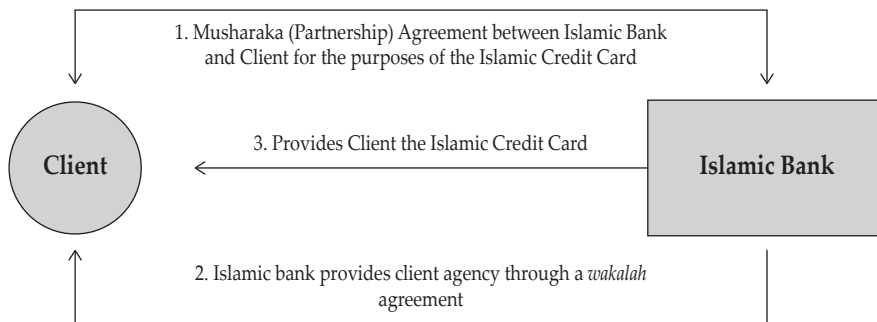 1. Musharaka (Partnership) Agreement between Islamic Bank
and Client for the purposes of the Islamic Credit Card
3. Provides Client the Islamic Credit Card
Client
Islamic Bank
2. Islamic bank provides client agency through a wakalah
agreement